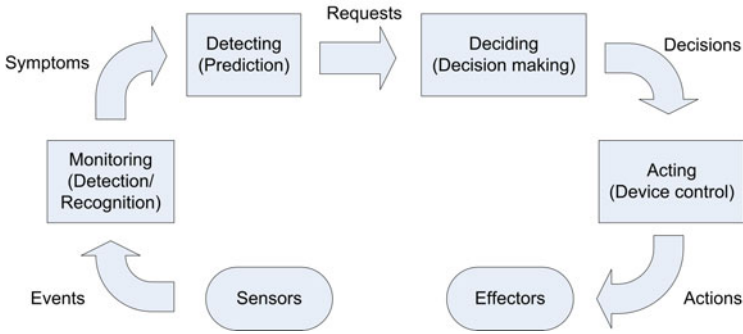 Requests
Detecting
(Prediction)
Deciding
(Decision making)
Symptoms
Decisions
Monitoring
(Detection/
Recognition)
Acting
(Device control)
Events
Sensors
Effectors
Actions